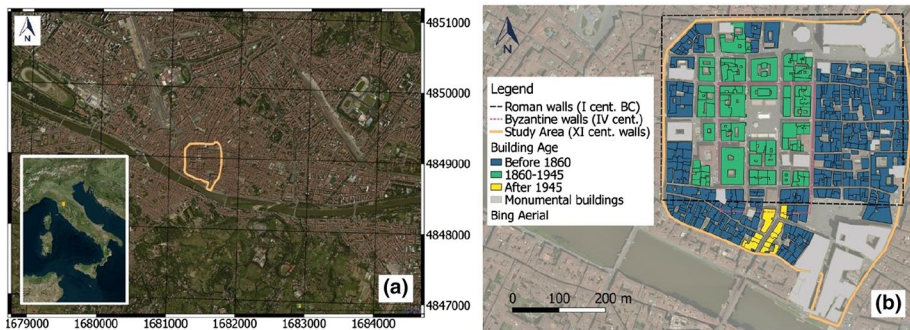 N
4851000
4850000
4849000
4848000
4847000
1679000 1680000 1681000 1682000 1683000 1684000
(a)
N
Legend
Roman walls (I cent. BC)
Byzantine walls (IV cent.)
Study Area (XI cent. walls)
Building Age
Before 1860
1860-1945
After 1945
Monumental buildings
Bing Aerial
0 100 200 m
(b)